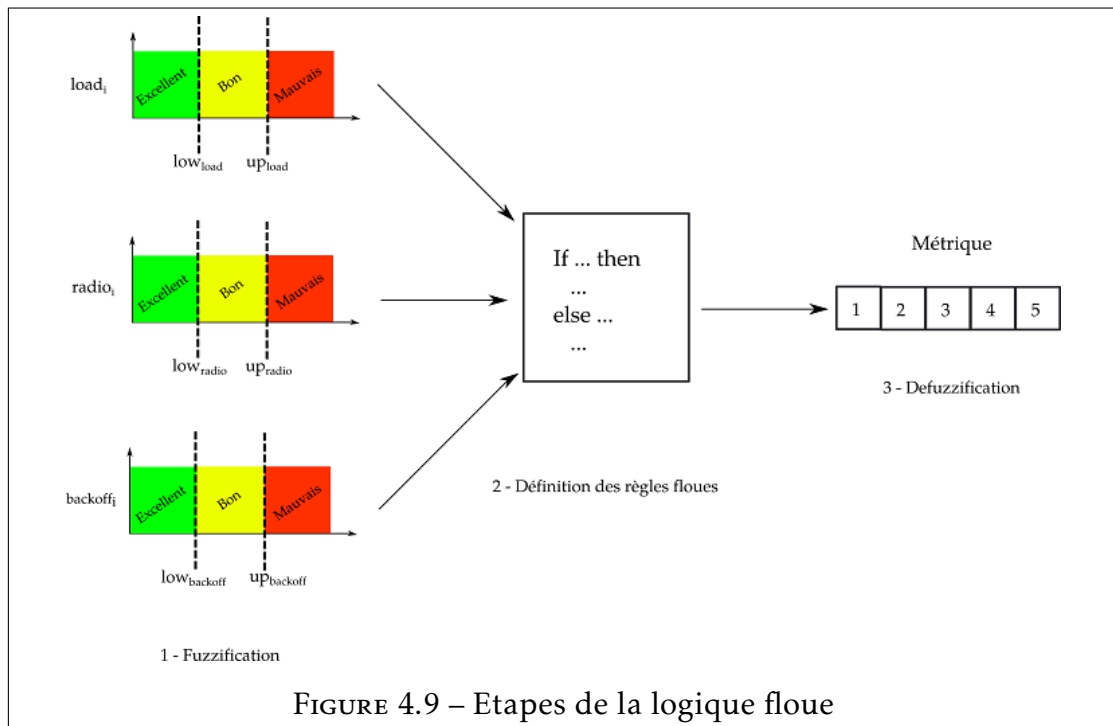 load_i
Excellent
Bon
Mauvais
low_load
up_load
radio_i
Excellent
Bon
Mauvais
low_radio
up_radio
backoff_i
Excellent
Bon
Mauvais
low_backoff
up_backoff
1 - Fuzzification
If ... then
...
else ...
...
2 - Définition des règles floues
Métrique
1 2 3 4 5
3 - Defuzzification
FIGURE 4.9 – Etapes de la logique floue